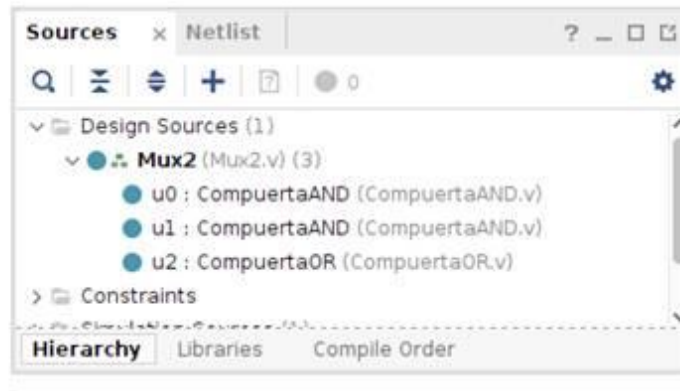 Sources × Netlist ? _
0
Design Sources (1)
Mux2 (Mux2.v) (3)
u0 : CompuertaAND (CompuertaAND.v)
u1 : CompuertaAND (CompuertaAND.v)
u2 : CompuertaOR (CompuertaOR.v)
Constraints
Hierarchy Libraries Compile Order